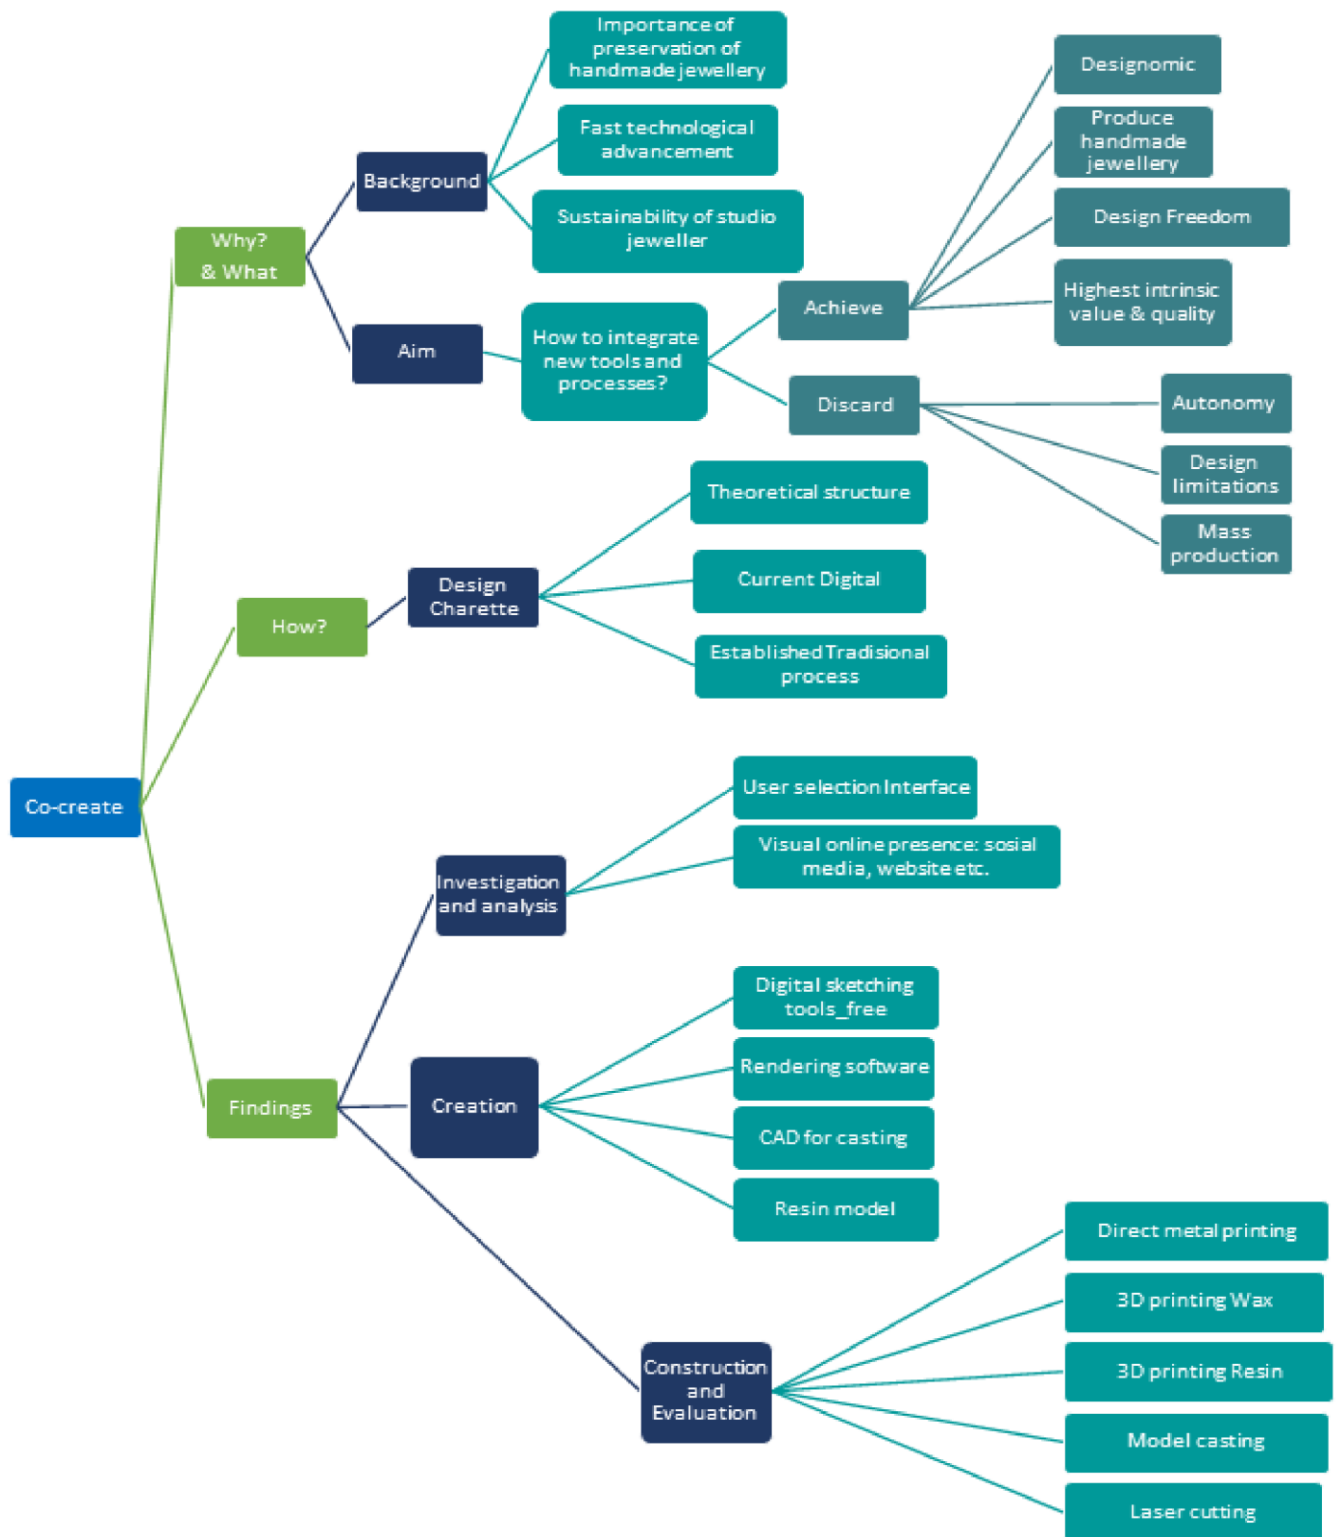 Co-create
Why?
& What
Background
Importance of
preservation of
handmade jewellery
Fast technological
advancement
Sustainability of studio
jeweller
Aim
How to integrate
new tools and
processes?
Achieve
Designomic
Produce
handmade
jewellery
Design Freedom
Highest intrinsic
value & quality
Discard
Autonomy
Design
limitations
Mass
production
How?
Design
Charette
Theoretical structure
Current Digital
Established Tradisional
process
Findings
Investigation
and analysis
User selection Interface
Visual online presence: sosial
media, website etc.
Creation
Digital sketching
tools_free
Rendering software
CAD for casting
Resin model
Construction
and
Evaluation
Direct metal printing
3D printing Wax
3D printing Resin
Model casting
Laser cutting